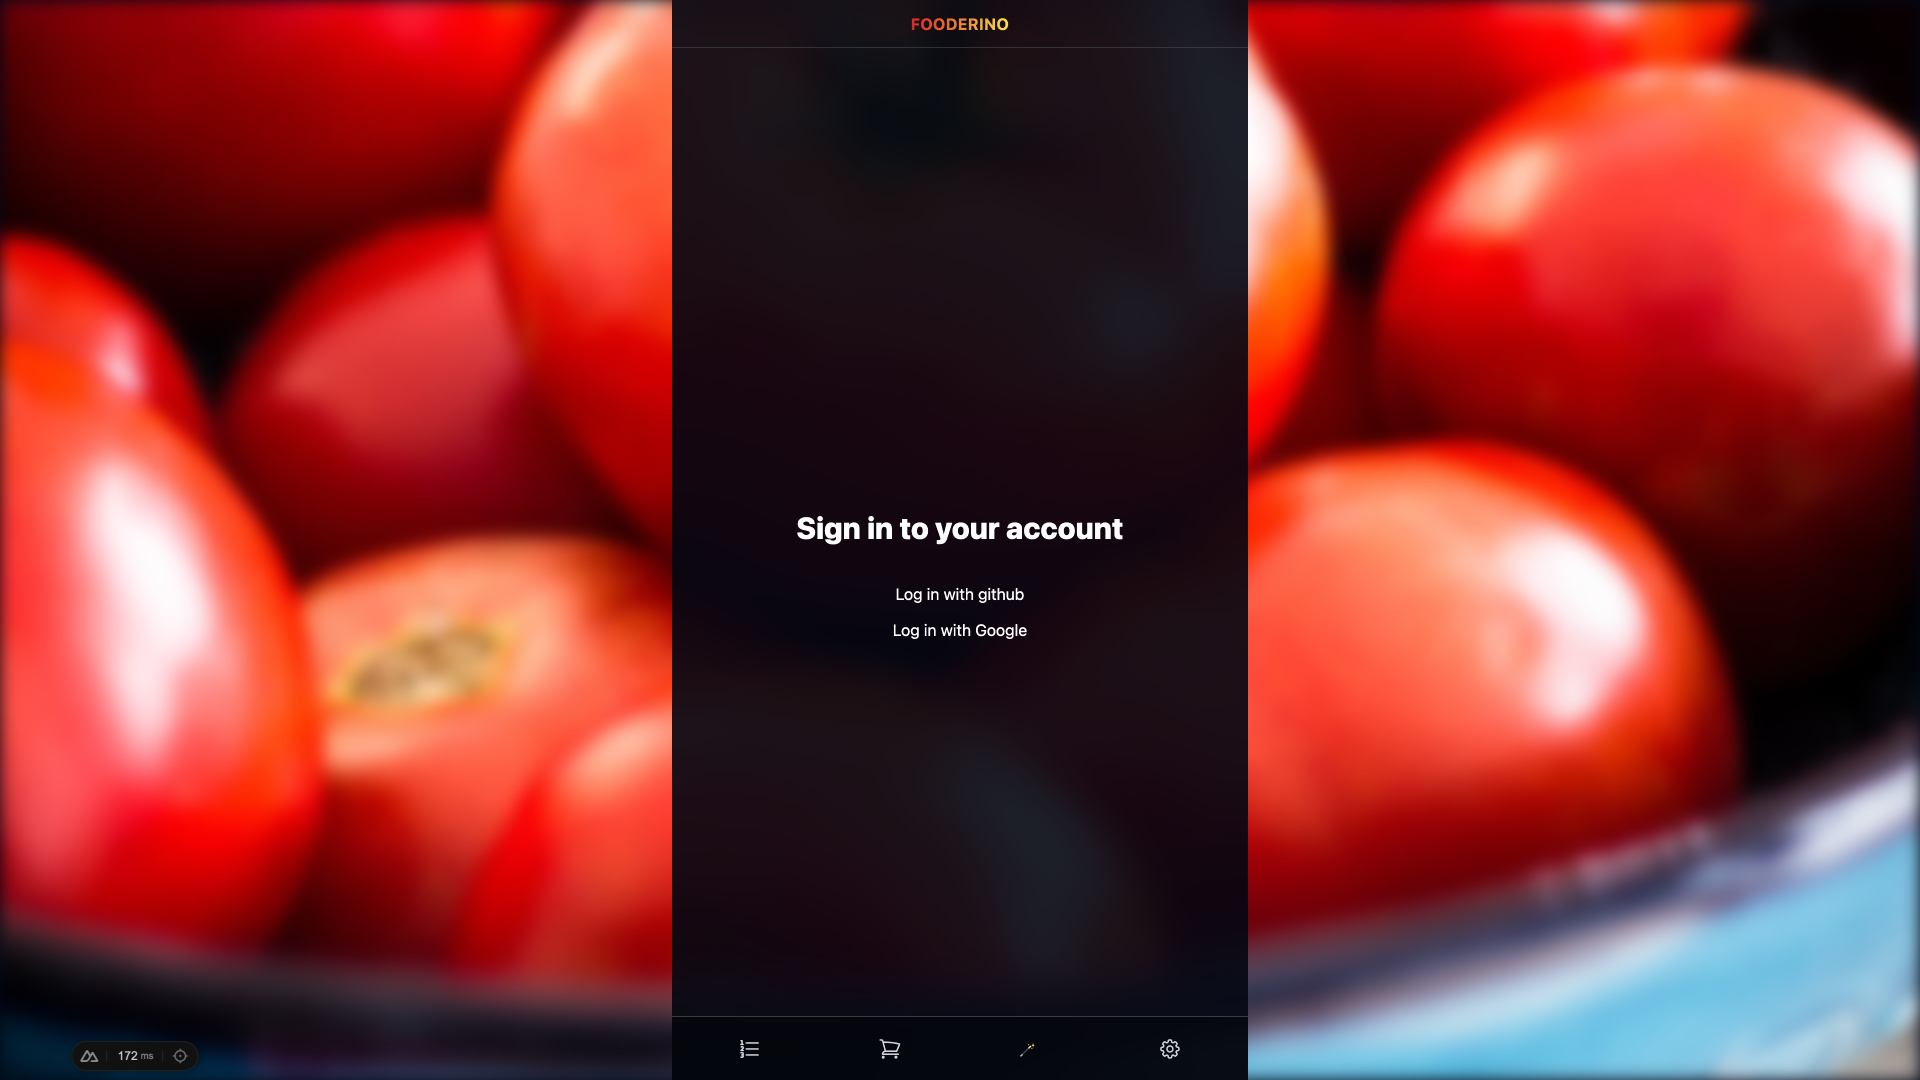 FOODERINO
Sign in to your account
Log in with github
Log in with Google
172 ms